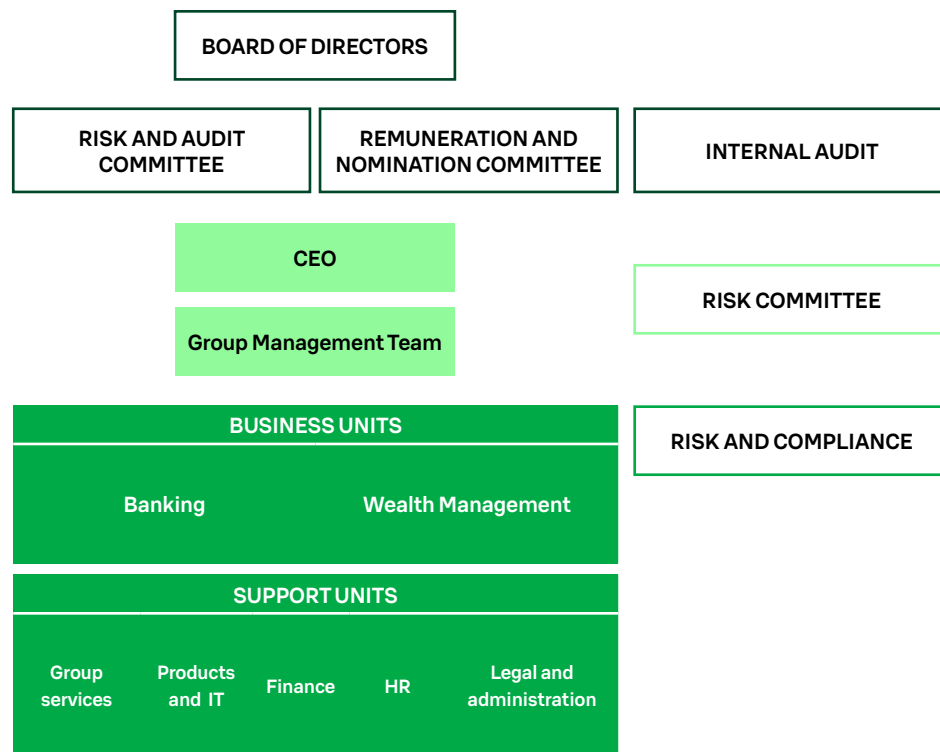 BOARD OF DIRECTORS
RISK AND AUDIT
COMMITTEE
REMUNERATION AND
NOMINATION COMMITTEE
INTERNAL AUDIT
CEO
RISK COMMITTEE
Group Management Team
BUSINESS UNITS
RISK AND COMPLIANCE
Banking
Wealth Management
SUPPORT UNITS
Group
services
Products
and IT
Finance
HR
Legal and
administration